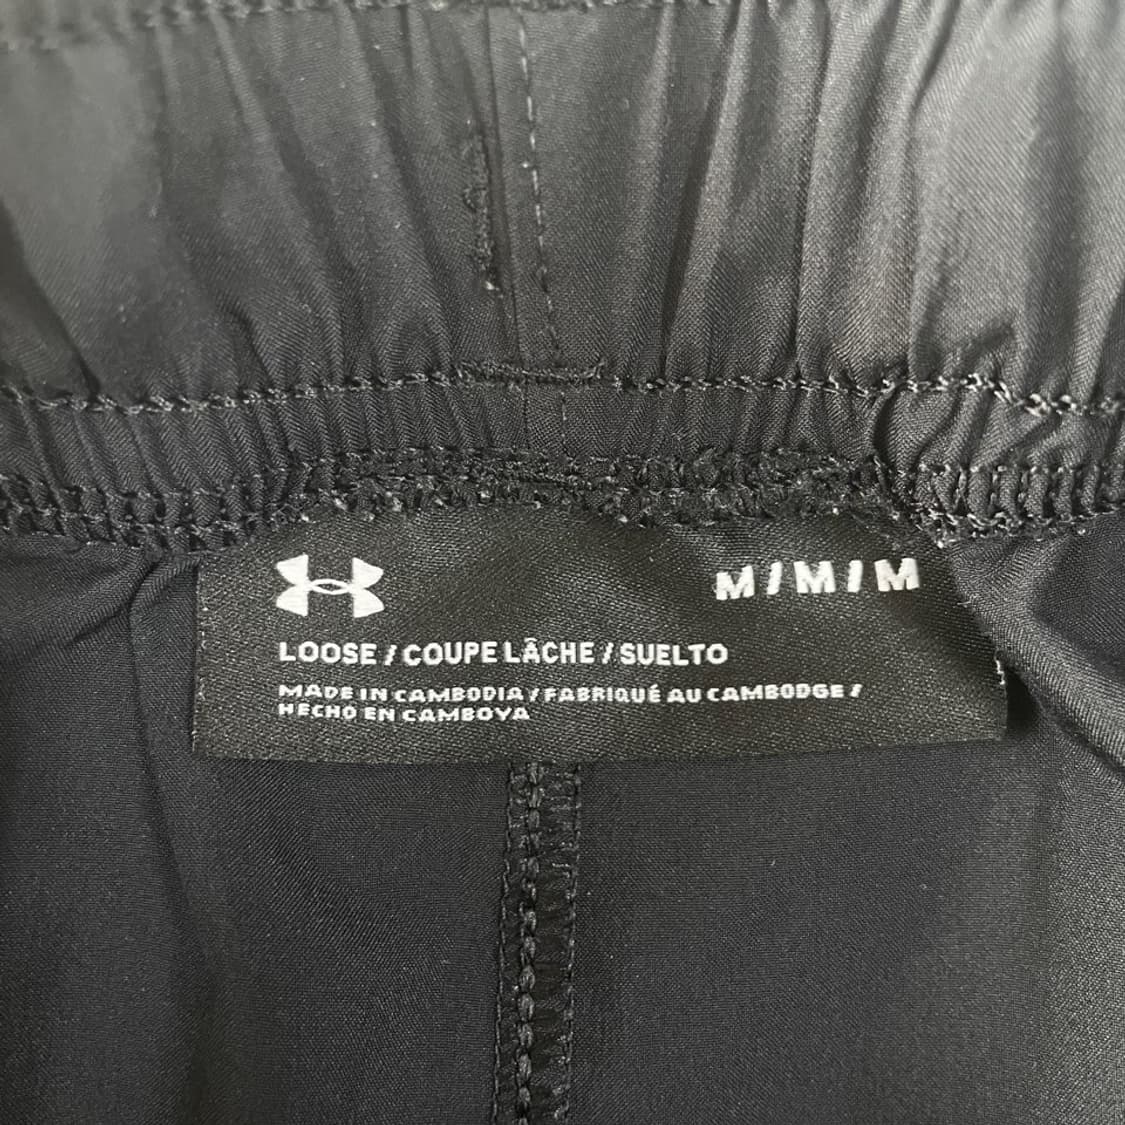 M/M/M
LOOSE / COUPE LÂCHE / SUELTO
MADE IN CAMBODIA / FABRIQUÉ AU CAMBODGE /
HECHO EN CAMBOYA